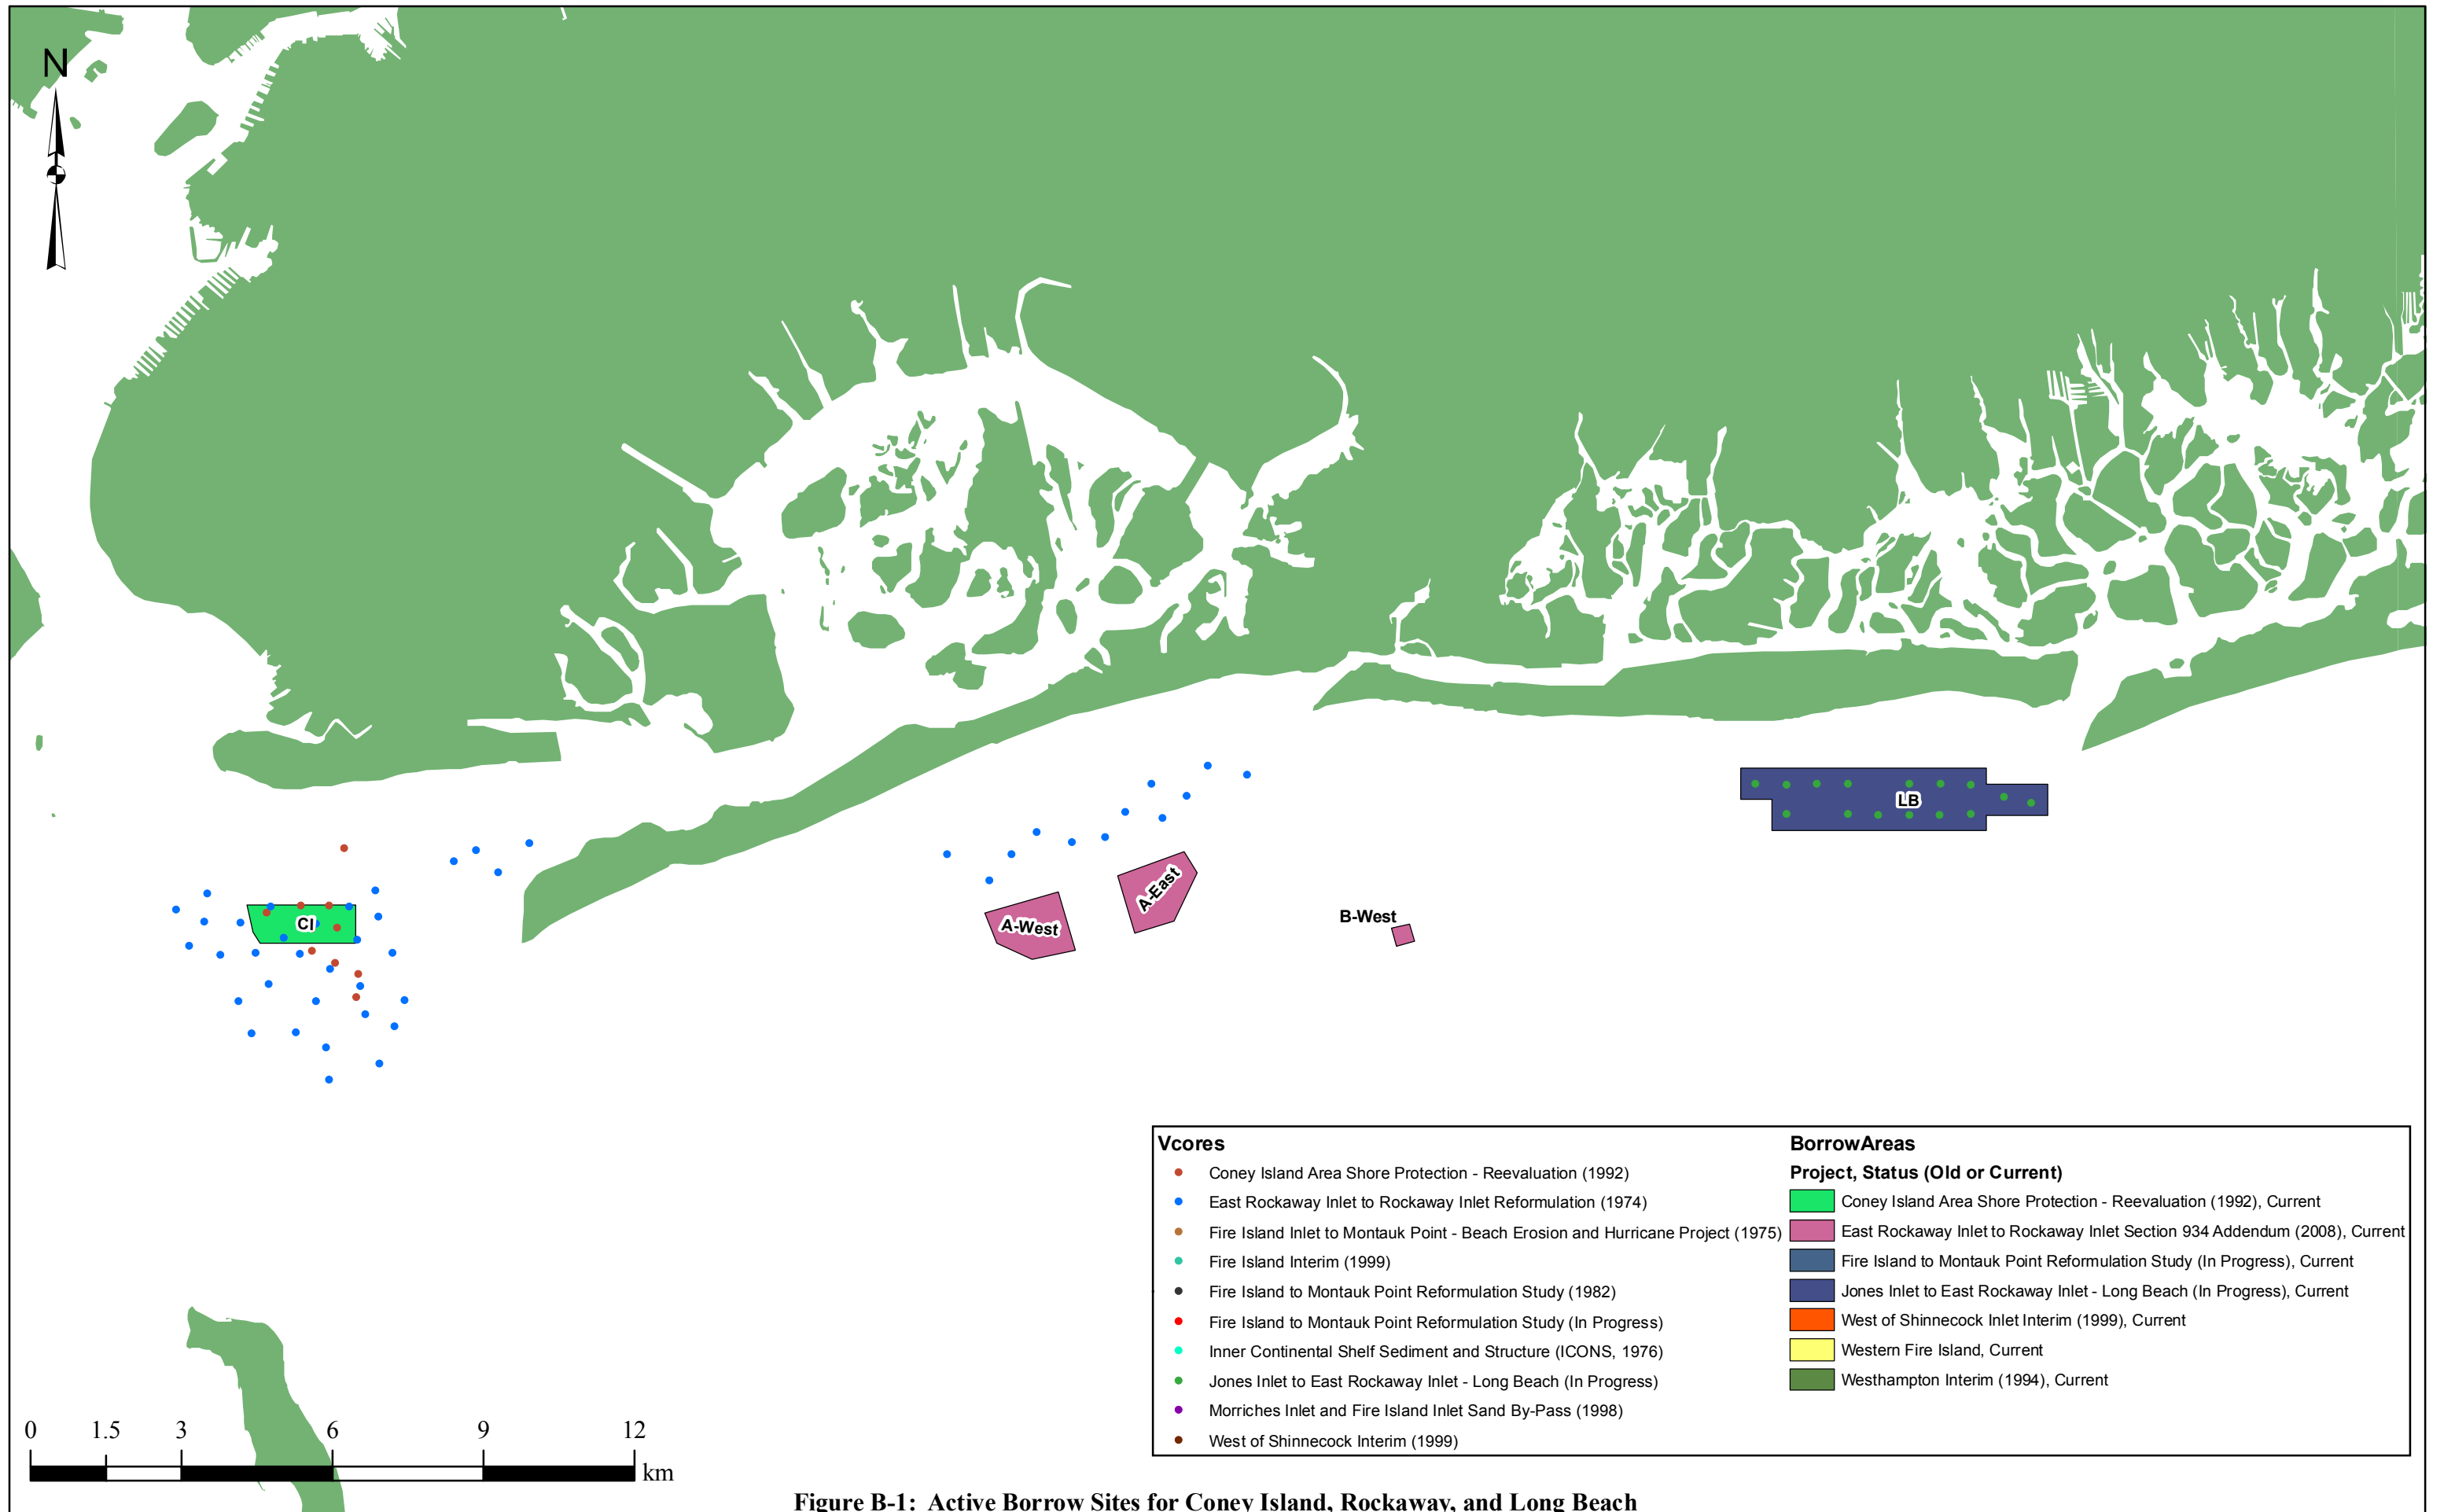 N
CI
A-West
A-East
B-West
LB
Vcores
Coney Island Area Shore Protection - Reevaluation (1992)
East Rockaway Inlet to Rockaway Inlet Reformulation (1974)
Fire Island Inlet to Montauk Point - Beach Erosion and Hurricane Project (1975)
Fire Island Interim (1999)
Fire Island to Montauk Point Reformulation Study (1982)
Fire Island to Montauk Point Reformulation Study (In Progress)
Inner Continental Shelf Sediment and Structure (ICONS, 1976)
Jones Inlet to East Rockaway Inlet - Long Beach (In Progress)
Morriches Inlet and Fire Island Inlet Sand By-Pass (1998)
West of Shinnecock Interim (1999)
BorrowAreas
Project, Status (Old or Current)
Coney Island Area Shore Protection - Reevaluation (1992), Current
East Rockaway Inlet to Rockaway Inlet Section 934 Addendum (2008), Current
Fire Island to Montauk Point Reformulation Study (In Progress), Current
Jones Inlet to East Rockaway Inlet - Long Beach (In Progress), Current
West of Shinnecock Inlet Interim (1999), Current
Western Fire Island, Current
Westhampton Interim (1994), Current
0 1.5 3 6 9 12
km
Figure B-1: Active Borrow Sites for Coney Island, Rockaway, and Long Beach